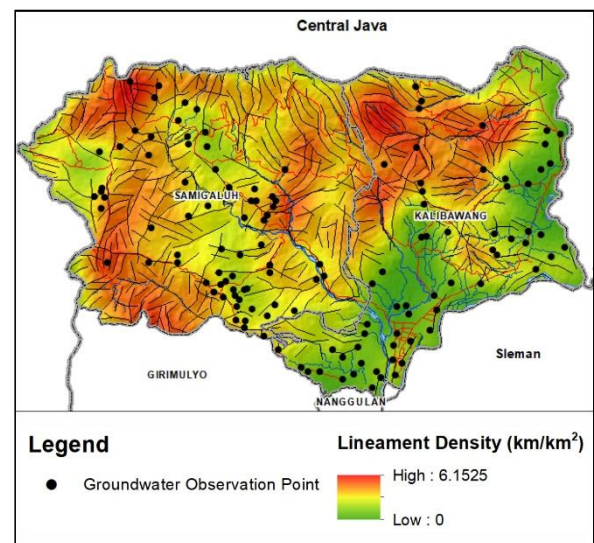 Central Java
SAMIGALUH
KALIBAWANG
Sleman
GIRIMULYO
NANGGULAN
Legend
Groundwater Observation Point
Lineament Density (km/km²)
High : 6.1525
Low : 0